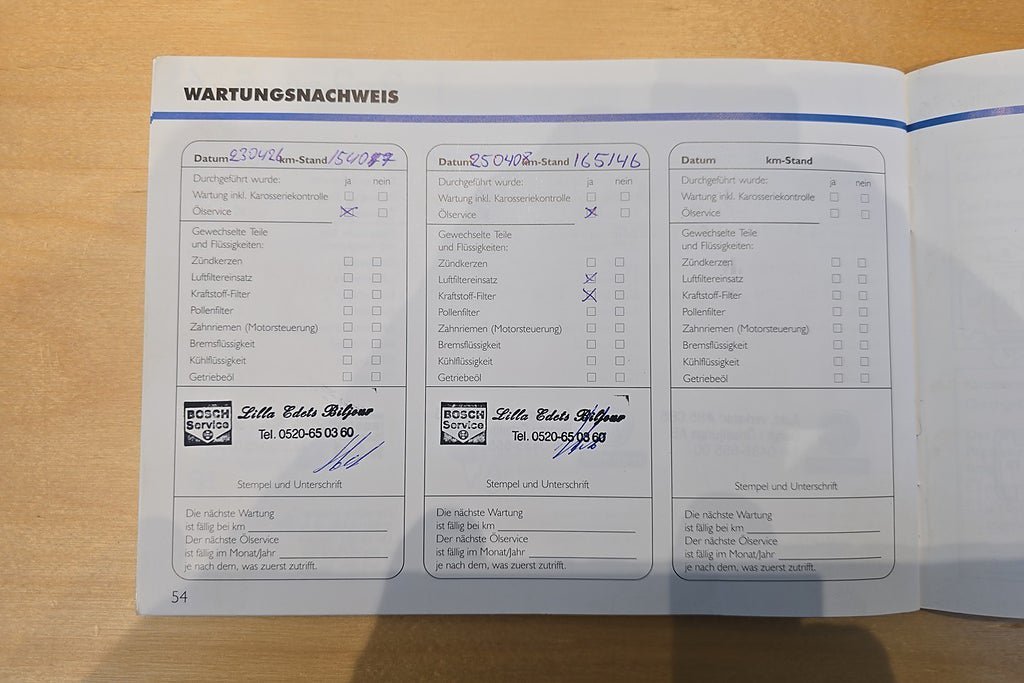 WARTUNGSNACHWEIS
Datum 230426 km-Stand
Durchgeführt wurde: ja nein
Wartung inkl. Karosseriekontrolle
Ölservice
Gewechselte Teile
und Flüssigkeiten:
Zündkerzen
Luftfiltereinsatz
Kraftstoff-Filter
Pollenfilter
Zahnriemen (Motorsteuerung)
Bremsflüssigkeit
Kühlflüssigkeit
Getriebeöl
BOSCH
Service
Lilla Edets Biljour
Tel. 0520-65 03 60
Stempel und Unterschrift
Die nächste Wartung
ist fällig bei km
Der nächste Ölservice
ist fällig im Monat/Jahr
je nach dem, was zuerst zutrifft.
Datum 250408 km-Stand 165146
Durchgeführt wurde: ja nein
Wartung inkl. Karosseriekontrolle
Ölservice
Gewechselte Teile
und Flüssigkeiten:
Zündkerzen
Luftfiltereinsatz
Kraftstoff-Filter
Pollenfilter
Zahnriemen (Motorsteuerung)
Bremsflüssigkeit
Kühlflüssigkeit
Getriebeöl
BOSCH
Service
Lilla Edets Biljour
Tel. 0520-65 03 60
Stempel und Unterschrift
Die nächste Wartung
ist fällig bei km
Der nächste Ölservice
ist fällig im Monat/Jahr
je nach dem, was zuerst zutrifft.
Datum km-Stand
Durchgeführt wurde: ja nein
Wartung inkl. Karosseriekontrolle
Ölservice
Gewechselte Teile
und Flüssigkeiten:
Zündkerzen
Luftfiltereinsatz
Kraftstoff-Filter
Pollenfilter
Zahnriemen (Motorsteuerung)
Bremsflüssigkeit
Kühlflüssigkeit
Getriebeöl
Stempel und Unterschrift
Die nächste Wartung
ist fällig bei km
Der nächste Ölservice
ist fällig im Monat/Jahr
je nach dem, was zuerst zutrifft.
54